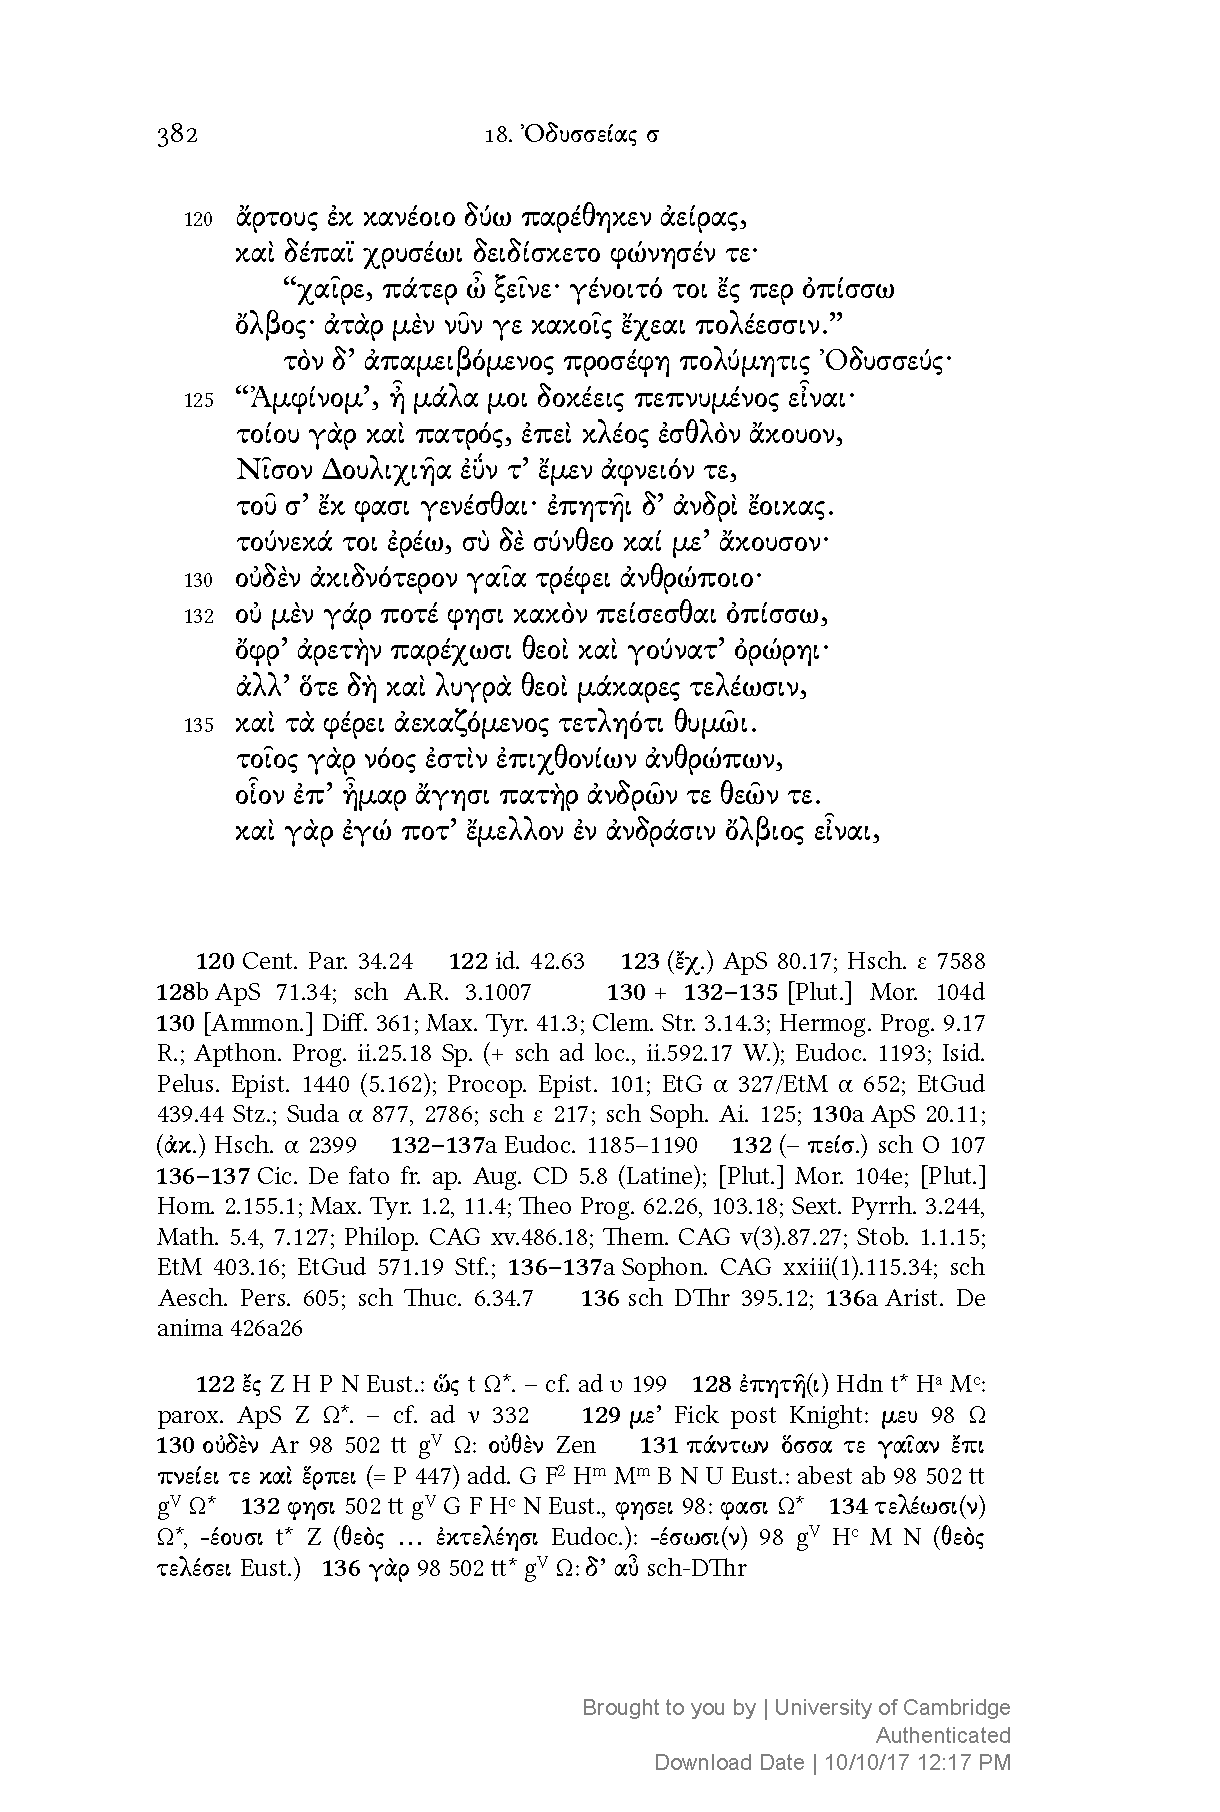 382 18. Ὀδυσσείας σ
120 ἄρτους ἐκ κανέοιο δύω παρέθηκεν ἀείρας,
καὶ δέπαϊ χρυσέωι δειδίσκετο φώνησέν τε·
“χαῖρε, πάτερ ὦ ξεῖνε· γένοιτό τοι ἔς περ ὀπίσσω
ὄλβος· ἀτὰρ μὲν νῦν γε κακοῖς ἔχεαι πολέεσσιν.”
τὸν δ’ ἀπαμειβόμενος προσέφη πολύμητις Ὀδυσσεύς·
125 “Ἀμφίνομ’, ἦ μάλα μοι δοκέεις πεπνυμένος εἶναι·
τοίου γὰρ καὶ πατρός, ἐπεὶ κλέος ἐσθλὸν ἄκουον,
Νῖσον Δουλιχιῆα ἐΰν τ’ ἔμεν ἀφνειόν τε,
τοῦ σ’ ἔκ φασι γενέσθαι· ἐπητῆι δ’ ἀνδρὶ ἔοικας.
τούνεκά τοι ἐρέω, σὺ δὲ σύνθεο καί με’ ἄκουσον·
130 οὐδὲν ἀκιδνότερον γαῖα τρέφει ἀνθρώποιο·
132 οὐ μὲν γάρ ποτέ φησι κακὸν πείσεσθαι ὀπίσσω,
ὄφρ’ ἀρετὴν παρέχωσι θεοὶ καὶ γούνατ’ ὀρώρηι·
ἀλλ’ ὅτε δὴ καὶ λυγρὰ θεοὶ μάκαρες τελέωσιν,
135 καὶ τὰ φέρει ἀεκαζόμενος τετληότι θυμῶι.
τοῖος γὰρ νόος ἐστὶν ἐπιχθονίων ἀνθρώπων,
οἷον ἐπ’ ἦμαρ ἄγησι πατὴρ ἀνδρῶν τε θεῶν τε.
καὶ γὰρ ἐγώ ποτ’ ἔμελλον ἐν ἀνδράσιν ὄλβιος εἶναι,
120 Cent. Par. 34.24 122 id. 42.63 123 (ἔχ.) ApS 80.17; Hsch. ε 7588
128b ApS 71.34; sch A.R. 3.1007 130 + 132–135 [Plut.] Mor. 104d
130 [Ammon.] Diff. 361; Max. Tyr. 41.3; Clem. Str. 3.14.3; Hermog. Prog. 9.17
R.; Apthon. Prog. ii.25.18 Sp. (+ sch ad loc., ii.592.17 W.); Eudoc. 1193; Isid.
Pelus. Epist. 1440 (5.162); Procop. Epist. 101; EtG α 327/EtM α 652; EtGud
439.44 Stz.; Suda α 877, 2786; sch ε 217; sch Soph. Ai. 125; 130a ApS 20.11;
(ἀκ.) Hsch. α 2399 132–137a Eudoc. 1185–1190 132 (– πείσ.) sch Ο 107
136–137 Cic. De fato fr. ap. Aug. CD 5.8 (Latine); [Plut.] Mor. 104e; [Plut.]
Hom. 2.155.1; Max. Tyr. 1.2, 11.4; Theo Prog. 62.26, 103.18; Sext. Pyrrh. 3.244,
Math. 5.4, 7.127; Philop. CAG xv.486.18; Them. CAG v(3).87.27; Stob. 1.1.15;
EtM 403.16; EtGud 571.19 Stf.; 136–137a Sophon. CAG xxiii(1).115.34; sch
Aesch. Pers. 605; sch Thuc. 6.34.7 136 sch DThr 395.12; 136a Arist. De
anima 426a26
122 ἔς Z H P N Eust.: ὥς t Ω*. – cf. ad υ 199 128 ἐπητῆ(ι) Hdn t* Hᵃ Mᶜ:
parox. ApS Z Ω*. – cf. ad ν 332 129 με’ Fick post Knight: μευ 98 Ω
130 οὐδὲν Ar 98 502 tt gⱽ Ω: οὐθὲν Zen 131 πάντων ὅσσα τε γαῖαν ἔπι
πνείει τε καὶ ἕρπει (= Ρ 447) add. G F² Hᵐ Mᵐ B N U Eust.: abest ab 98 502 tt
gⱽ Ω* 132 φησι 502 tt gⱽ G F Hᶜ N Eust., φησει 98: φασι Ω* 134 τελέωσι(ν)
Ω*, -έουσι t* Z (θεὸς … ἐκτελέησι Eudoc.): -έσωσι(ν) 98 gⱽ Hᶜ M N (θεὸς
τελέσει Eust.) 136 γὰρ 98 502 tt* gⱽ Ω: δ’ αὖ sch-DThr
Brought to you by | University of Cambridge
Authenticated
Download Date | 10/10/17 12:17 PM